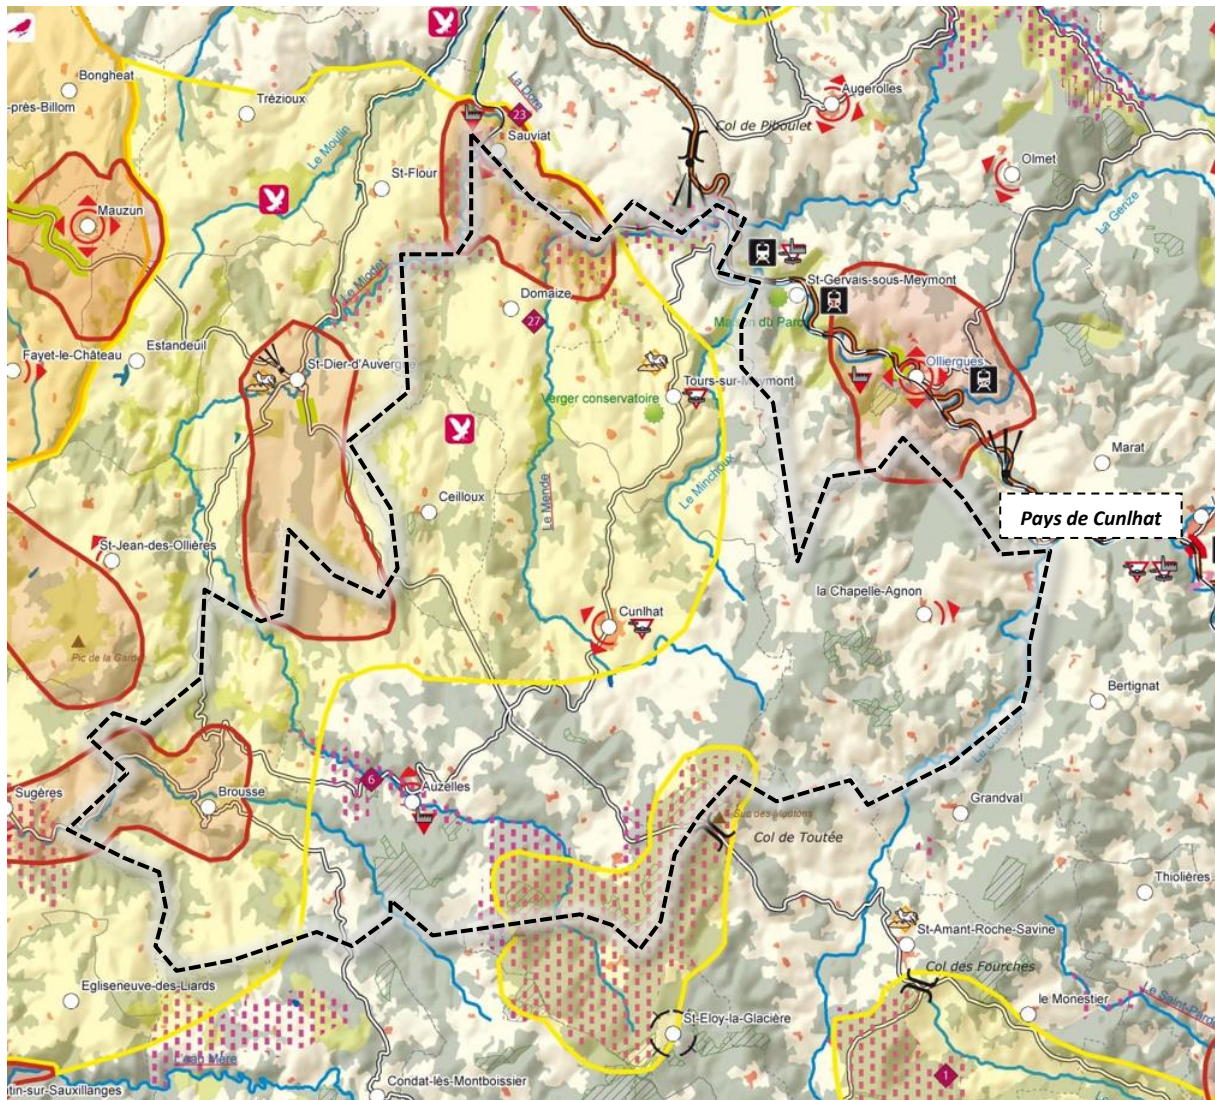 Bongheat
-près-Billom
Trézioux
La Dore
23
Sauviat
Col de Piboulet
Augerolles
Olmet
Le Moulin
St-Flour
La Genze
Mauzun
Le Miodet
Domaize
27
St-Gervais-sous-Meymont
Fayet-le-Château
Estandeuil
St-Dier-d'Auvergne
Olliergues
Tours-sur-Meymont
Verger conservatoire
Marat
Le Minchoux
Le Mende
Ceilloux
Pays de Cunlhat
St-Jean-des-Ollières
la Chapelle-Agnon
Cunlhat
Pic de la Garde
Bertignat
6
Auzelles
Sugères
Brousse
Grandval
Col de Toutée
Thiolières
St-Amant-Roche-Savine
Col des Fourches
Egliseneuve-des-Liards
le Monestier
St-Eloy-la-Glacière
L'eau Mère
1
Condat-lès-Montboissier
tin-sur-Sauxillanges